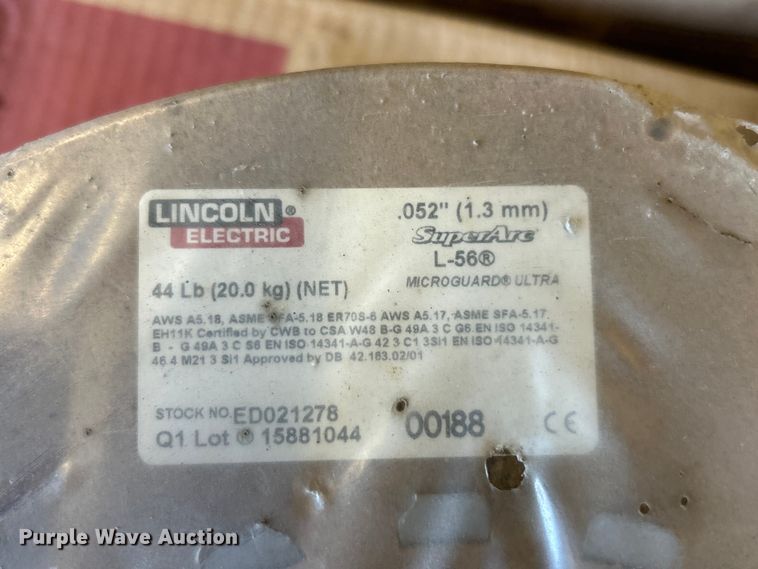 LINCOLN®
ELECTRIC
.052" (1.3 mm)
SuperArc®
L-56®
MICROGUARD® ULTRA
44 Lb (20.0 kg) (NET)
AWS A5.18, ASME SFA-5.18 ER70S-6 AWS A5.17, ASME SFA-5.17
EH11K Certified by CWB to CSA W48 B-G 49A 3 C G6 EN ISO 14341-
B - G 49A 3 C S6 EN ISO 14341-A-G 42 3 C1 3Si1 EN ISO 14341-A-G
46 4 M21 3 Si1 Approved by DB 42.163.02/01
STOCK NO. ED021278
Q1 Lot ® 15881044
00188
CE
Purple Wave Auction